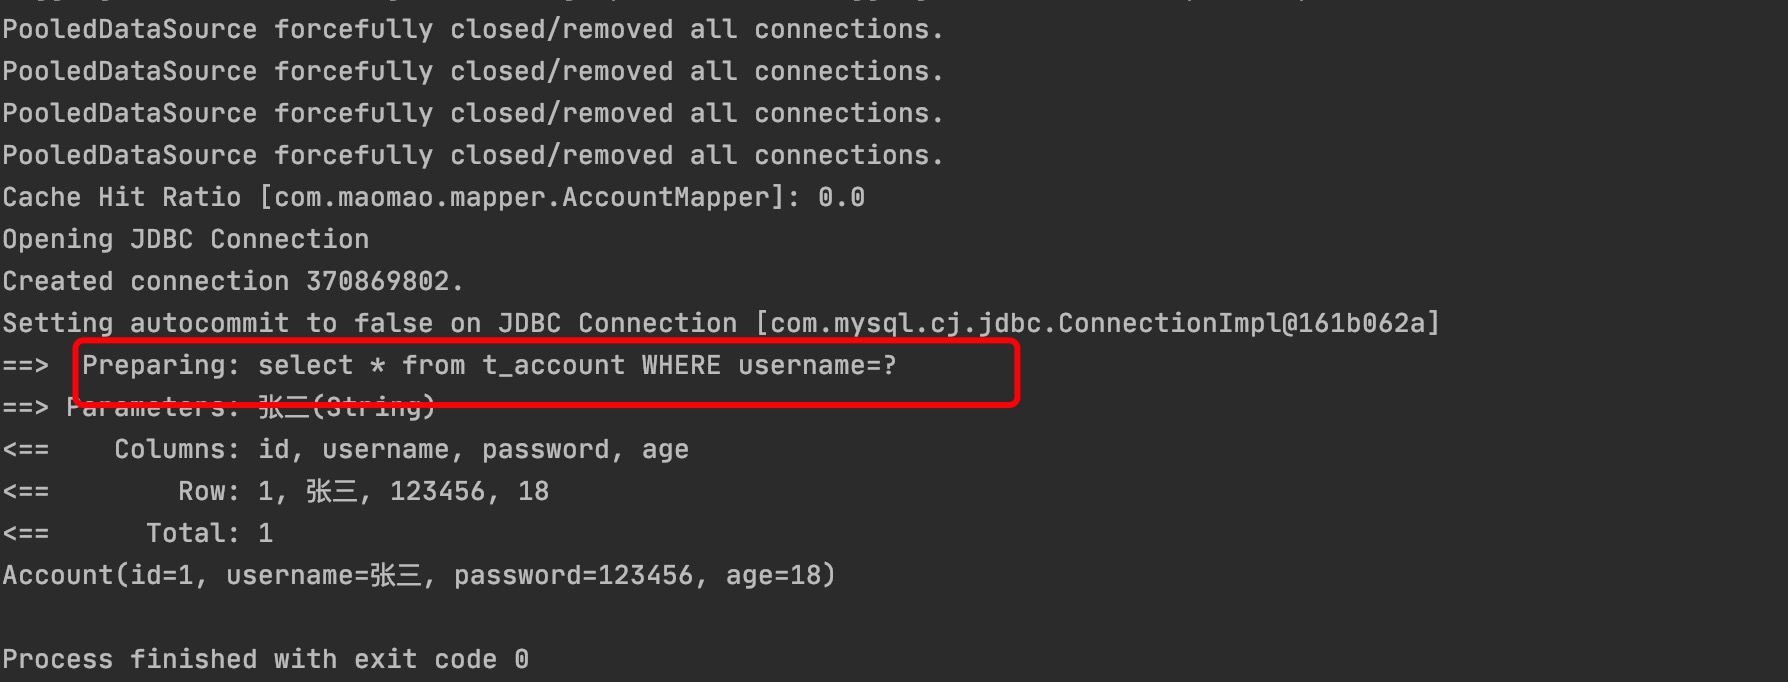 PooledDataSource forcefully closed/removed all connections.
PooledDataSource forcefully closed/removed all connections.
PooledDataSource forcefully closed/removed all connections.
PooledDataSource forcefully closed/removed all connections.
Cache Hit Ratio [com.maomao.mapper.AccountMapper]: 0.0
Opening JDBC Connection
Created connection 370869802.
Setting autocommit to false on JDBC Connection [com.mysql.cj.jdbc.ConnectionImpl@161b062a]
==>  Preparing: select * from t_account WHERE username=?
==> Parameters: 张三(String)
<==    Columns: id, username, password, age
<==        Row: 1, 张三, 123456, 18
<==      Total: 1
Account(id=1, username=张三, password=123456, age=18)
Process finished with exit code 0